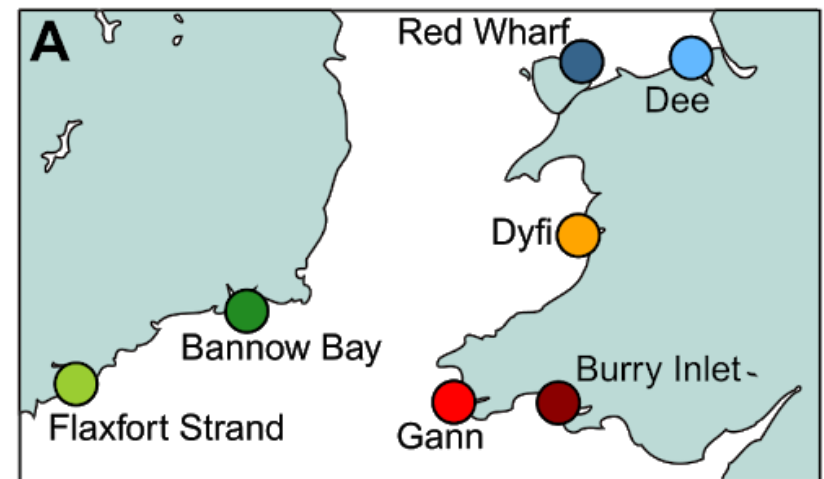 A
Red Wharf
Dee
Dyfi
Bannow Bay
Burry Inlet
Flaxfort Strand
Gann